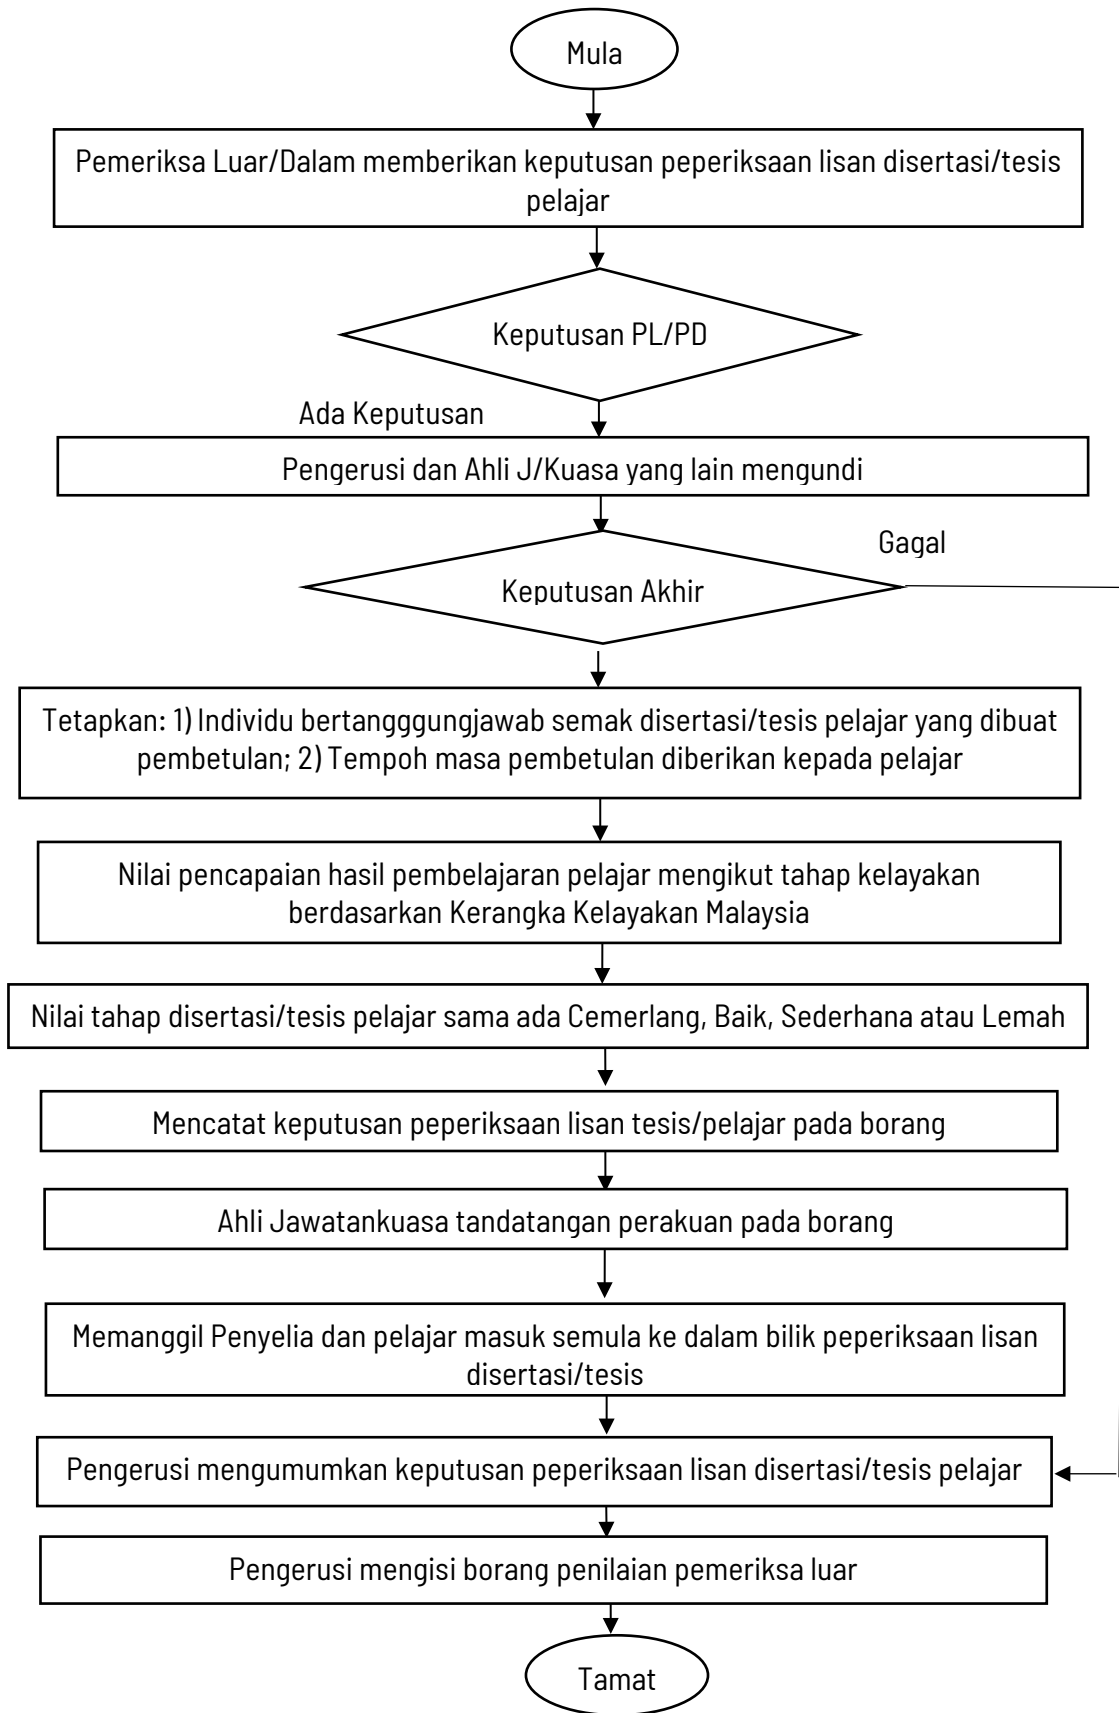 Mula
Pemeriksa Luar/Dalam memberikan keputusan peperiksaan lisan disertasi/tesis
pelajar
Keputusan PL/PD
Ada Keputusan
Pengerusi dan Ahli J/Kuasa yang lain mengundi
Gagal
Keputusan Akhir
Tetapkan: 1) Individu bertangggungjawab semak disertasi/tesis pelajar yang dibuat
pembetulan; 2) Tempoh masa pembetulan diberikan kepada pelajar
Nilai pencapaian hasil pembelajaran pelajar mengikut tahap kelayakan
berdasarkan Kerangka Kelayakan Malaysia
Nilai tahap disertasi/tesis pelajar sama ada Cemerlang, Baik, Sederhana atau Lemah
Mencatat keputusan peperiksaan lisan tesis/pelajar pada borang
Ahli Jawatankuasa tandatangan perakuan pada borang
Memanggil Penyelia dan pelajar masuk semula ke dalam bilik peperiksaan lisan
disertasi/tesis
Pengerusi mengumumkan keputusan peperiksaan lisan disertasi/tesis pelajar
Pengerusi mengisi borang penilaian pemeriksa luar
Tamat